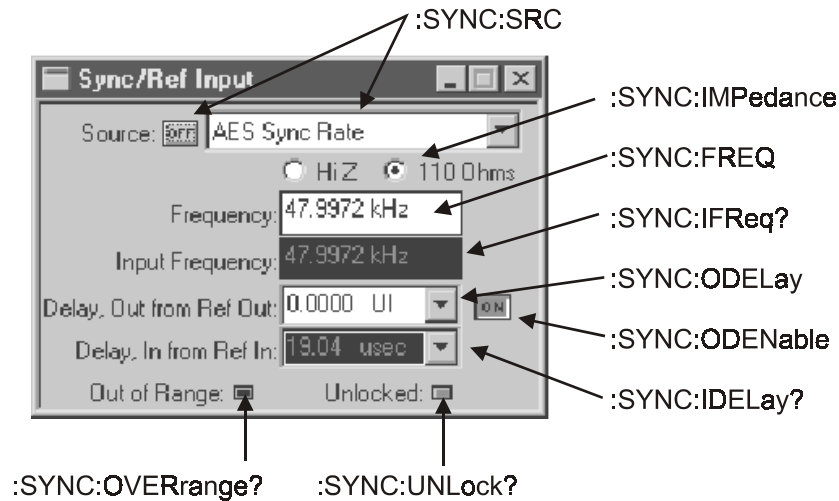 :SYNC:SRC
Sync/Ref Input
:SYNC:IMPedance
Source: OFF AES Sync Rate
Hi Z 110 Ohms
:SYNC:FREQ
Frequency: 47.9972 kHz
:SYNC:IFReq?
Input Frequency: 47.9972 kHz
:SYNC:ODELay
Delay, Out from Ref Out: 0.0000 UI ON
:SYNC:ODENable
Delay, In from Ref In: 19.04 usec
:SYNC:IDELay?
Out of Range: Unlocked:
:SYNC:OVERrange? :SYNC:UNLock?